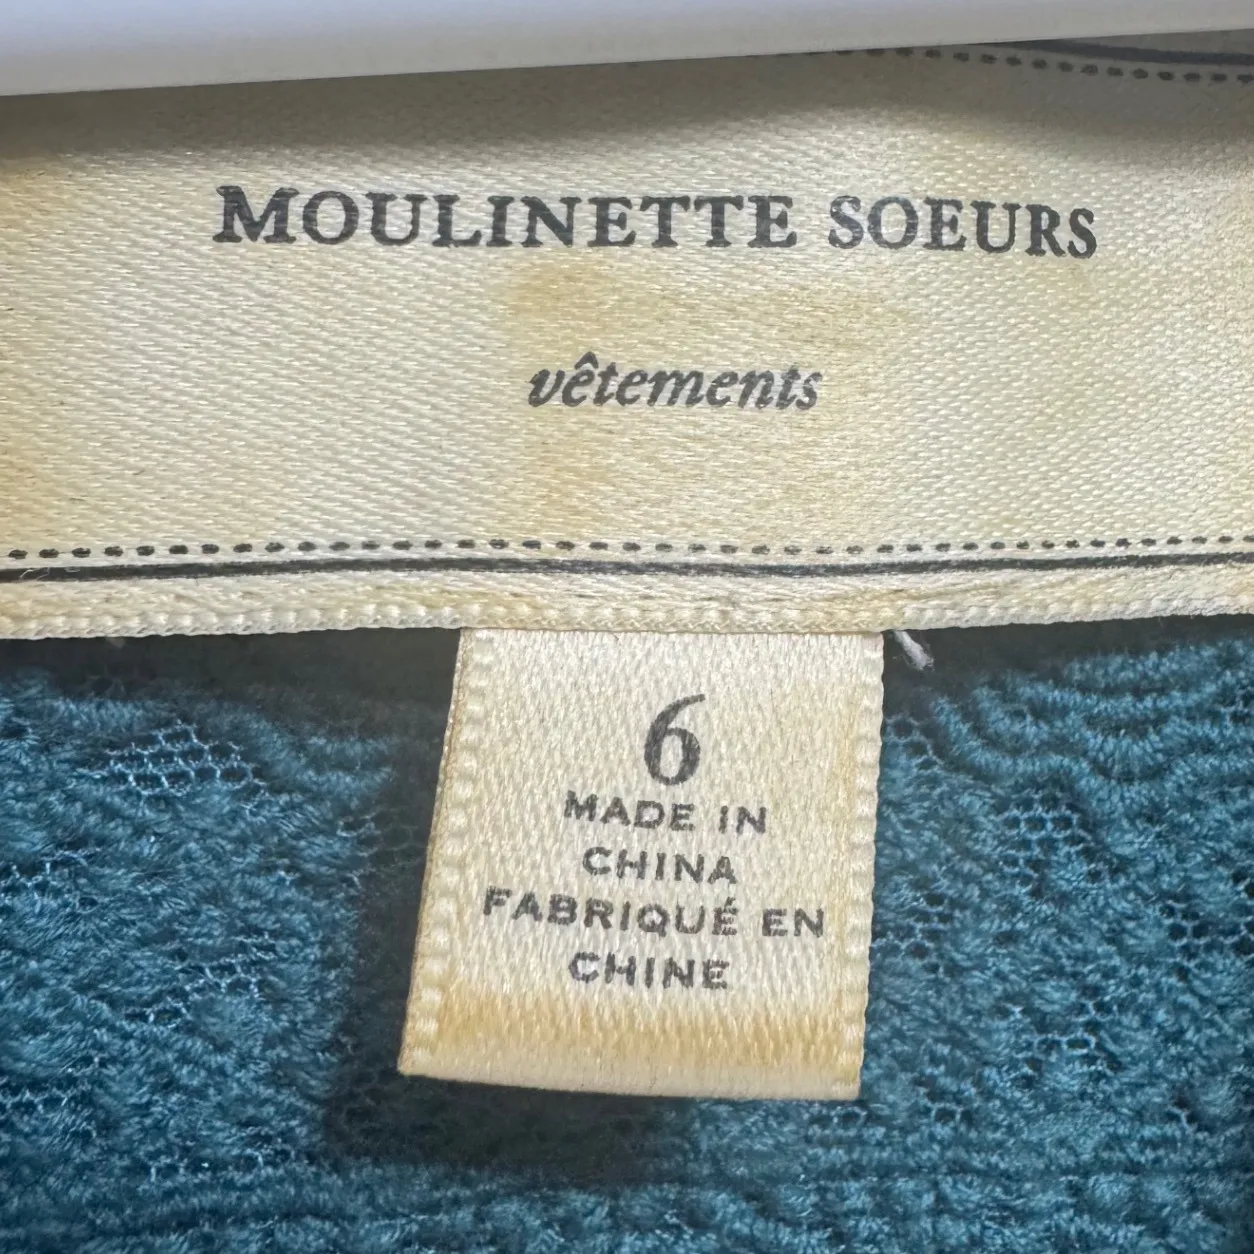 MOULINETTE SOEURS
vêtements
6
MADE IN
CHINA
FABRIQUÉ EN
CHINE